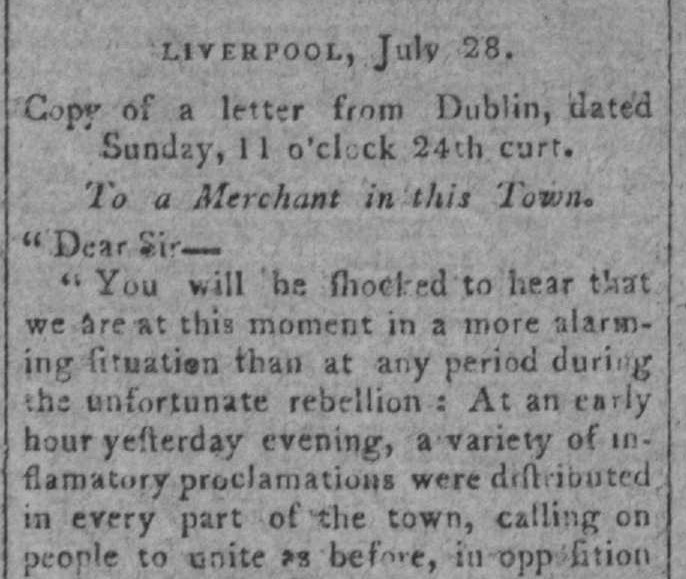 LIVERPOOL, July 28.
Copy of a letter from Dublin, dated
Sunday, 11 o'clock 24th curt.
To a Merchant in this Town.
“ Dear Sir—
“ You will be ſhocked to hear that
we are at this moment in a more alarm-
ing ſituation than at any period during
the unfortunate rebellion : At an early
hour yeſterday evening, a variety of in-
flamatory proclamations were diſtributed
in every part of the town, calling on
people to unite as before, in oppoſition